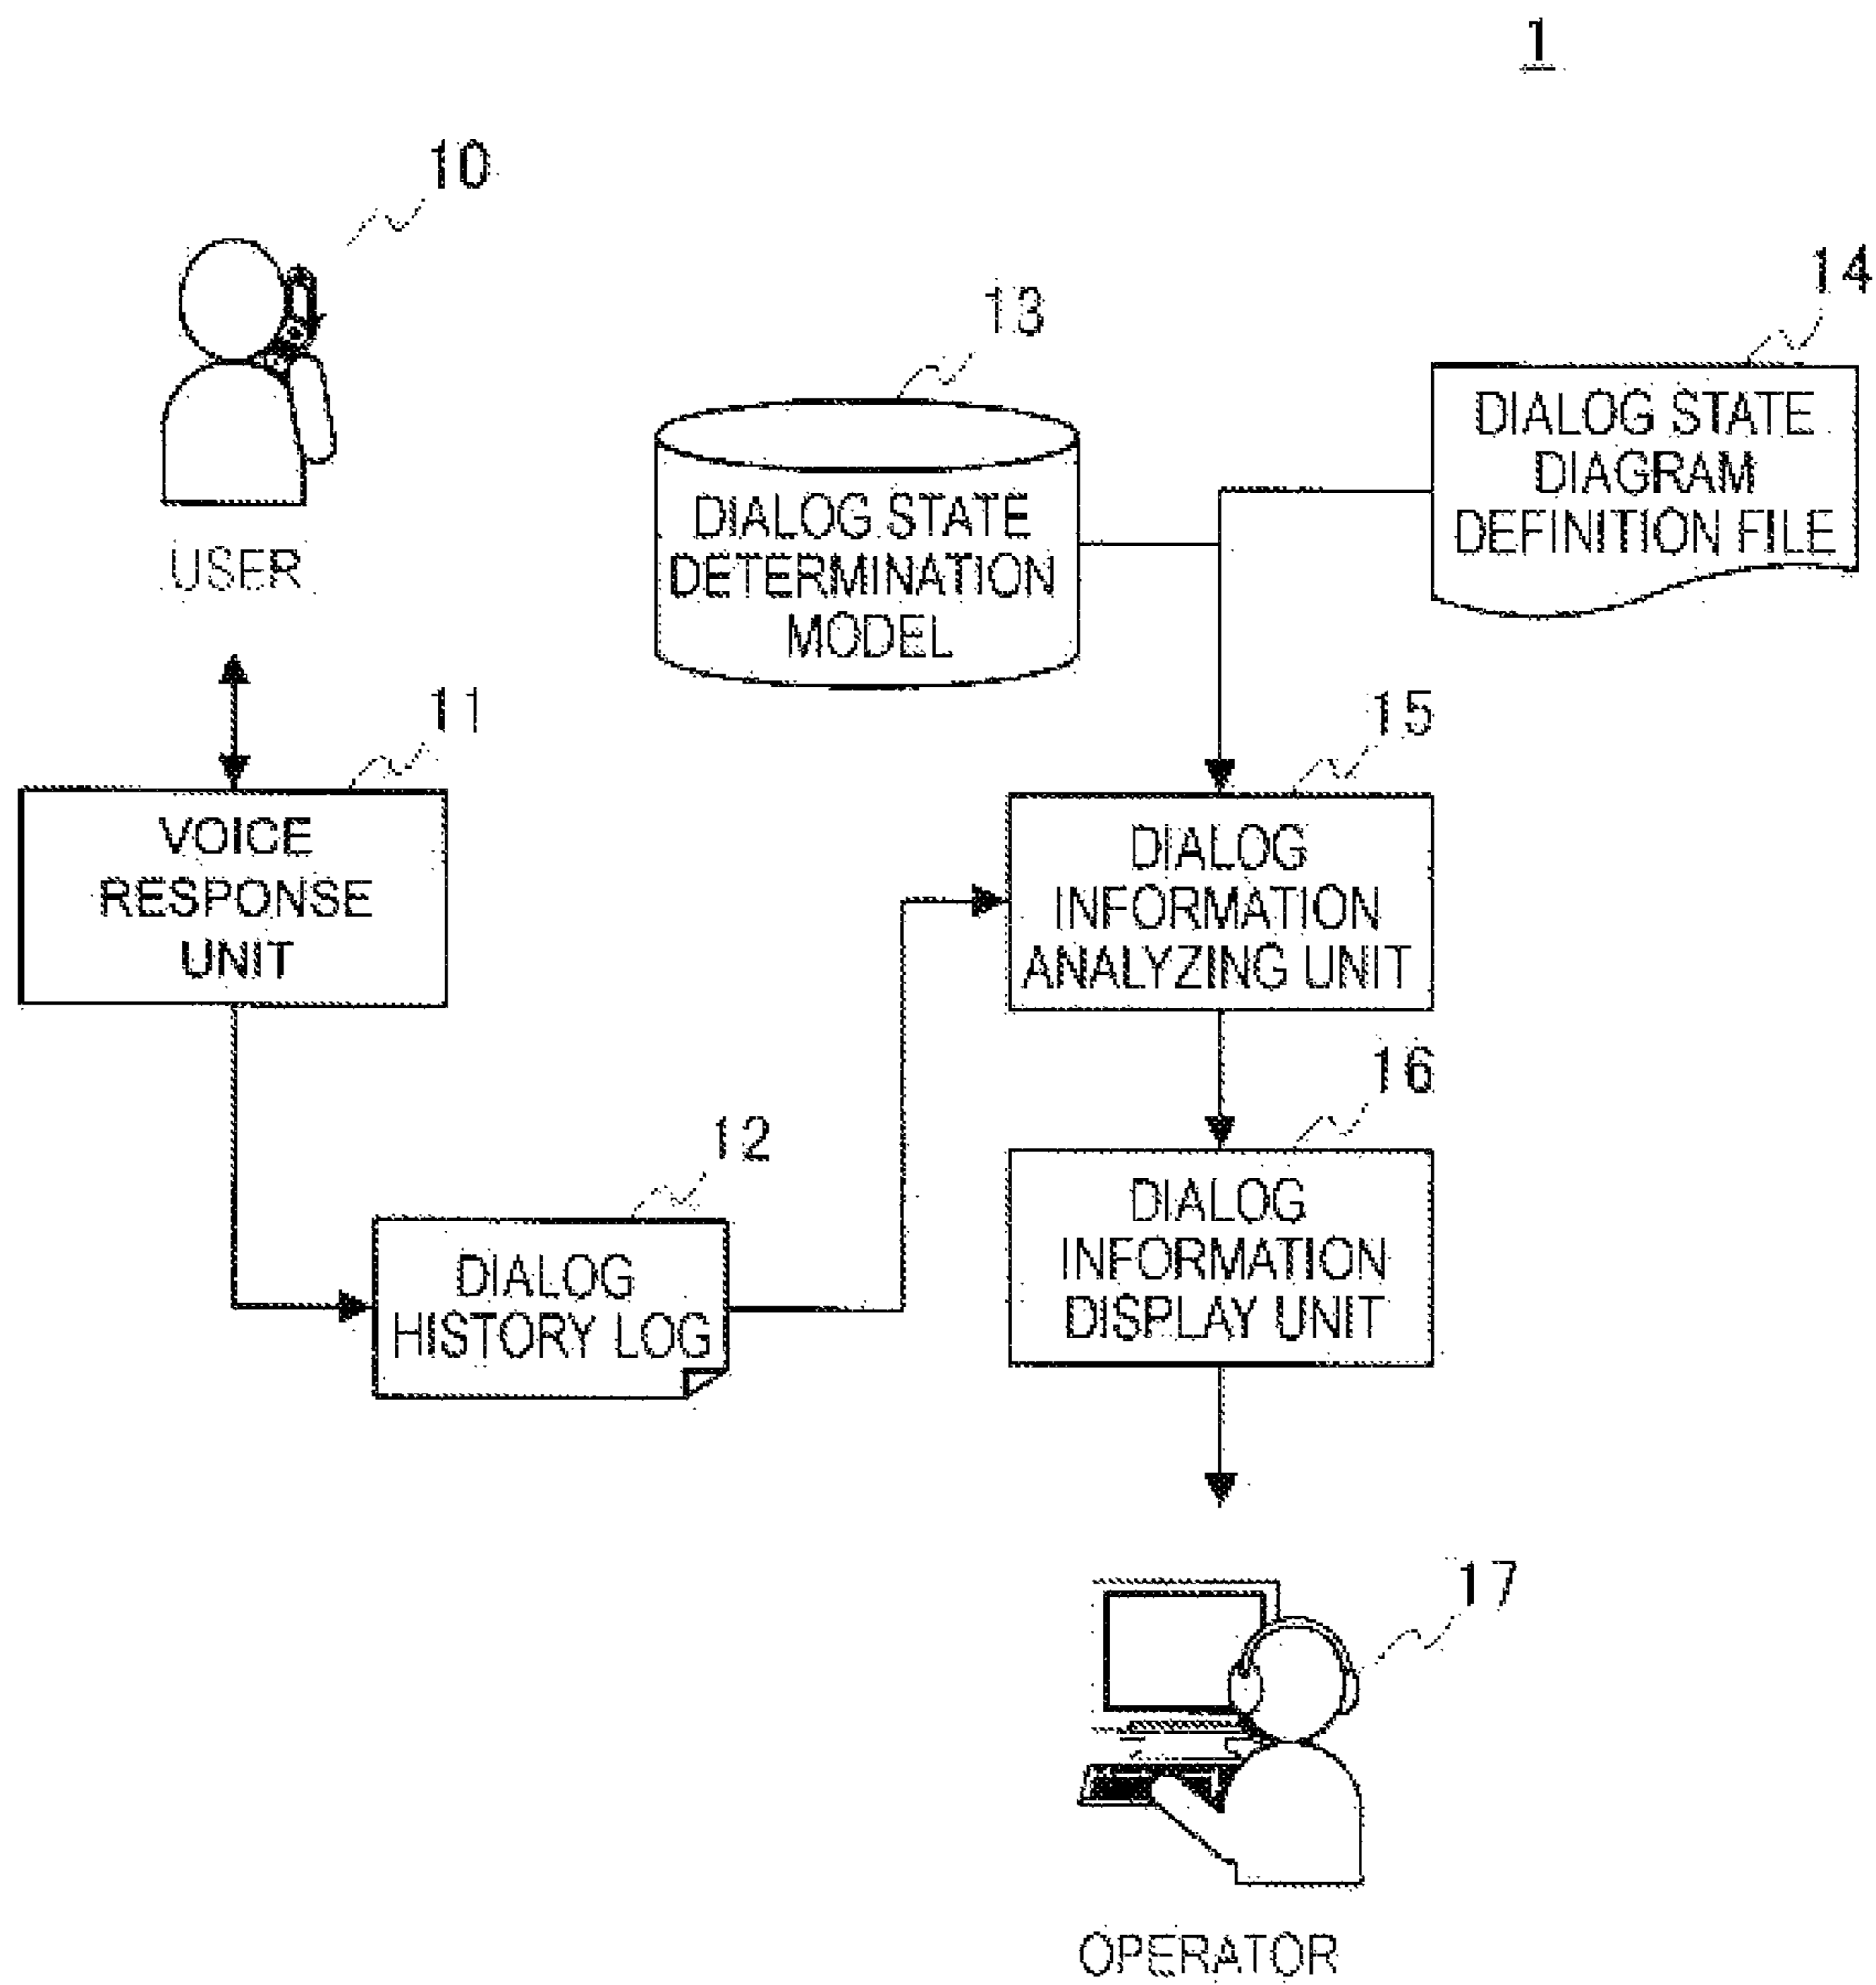 1
10
USER
13
DIALOG STATE
DETERMINATION
MODEL
14
DIALOG STATE
DIAGRAM
DEFINITION FILE
11
VOICE
RESPONSE
UNIT
15
DIALOG
INFORMATION
ANALYZING UNIT
12
DIALOG
HISTORY LOG
16
DIALOG
INFORMATION
DISPLAY UNIT
17
OPERATOR